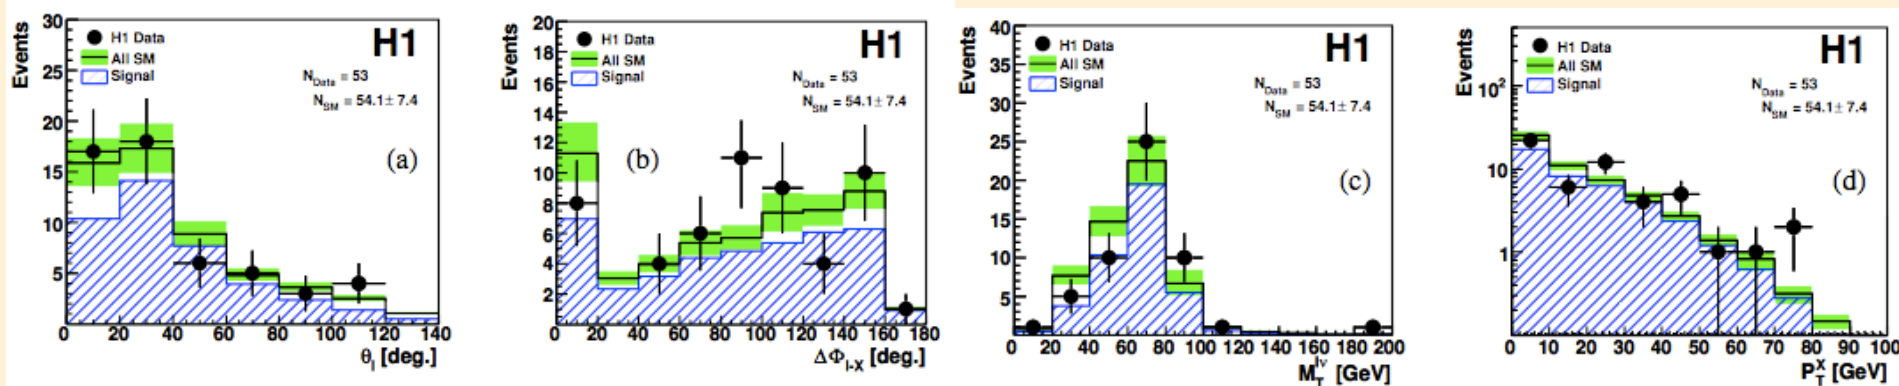 30
25
20
15
10
5
Events
H1 Data
All SM
Signal
H1
N_Data = 53
N_SM = 54.1± 7.4
(a)
0 20 40 60 80 100 120 140
θ_l [deg.]
20
18
16
14
12
10
8
6
4
2
Events
H1 Data
All SM
Signal
H1
N_Data = 53
N_SM = 54.1± 7.4
(b)
0 20 40 60 80 100 120 140 160 180
ΔΦ_l-X [deg.]
40
35
30
25
20
15
10
5
Events
H1 Data
All SM
Signal
H1
N_Data = 53
N_SM = 54.1± 7.4
(c)
0 20 40 60 80 100 120 140 160 180 200
M_T^lν [GeV]
10²
10
1
Events
H1 Data
All SM
Signal
H1
N_Data = 53
N_SM = 54.1± 7.4
(d)
0 10 20 30 40 50 60 70 80 90 100
P_T^X [GeV]